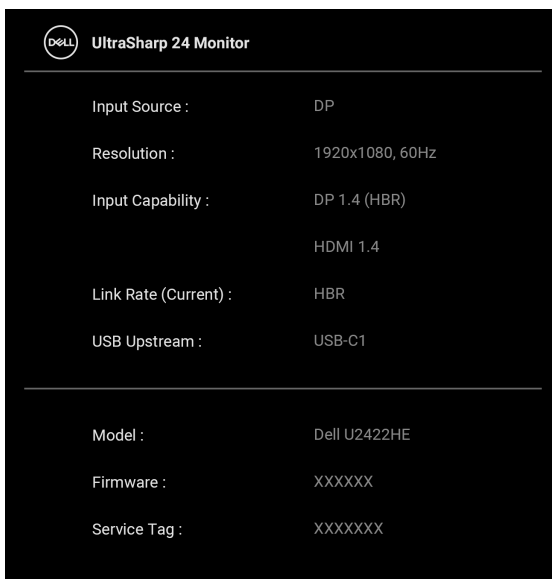 DELL UltraSharp 24 Monitor
Input Source : DP
Resolution : 1920x1080, 60Hz
Input Capability : DP 1.4 (HBR)
HDMI 1.4
Link Rate (Current) : HBR
USB Upstream : USB-C1
Model : Dell U2422HE
Firmware : XXXXXX
Service Tag : XXXXXXX